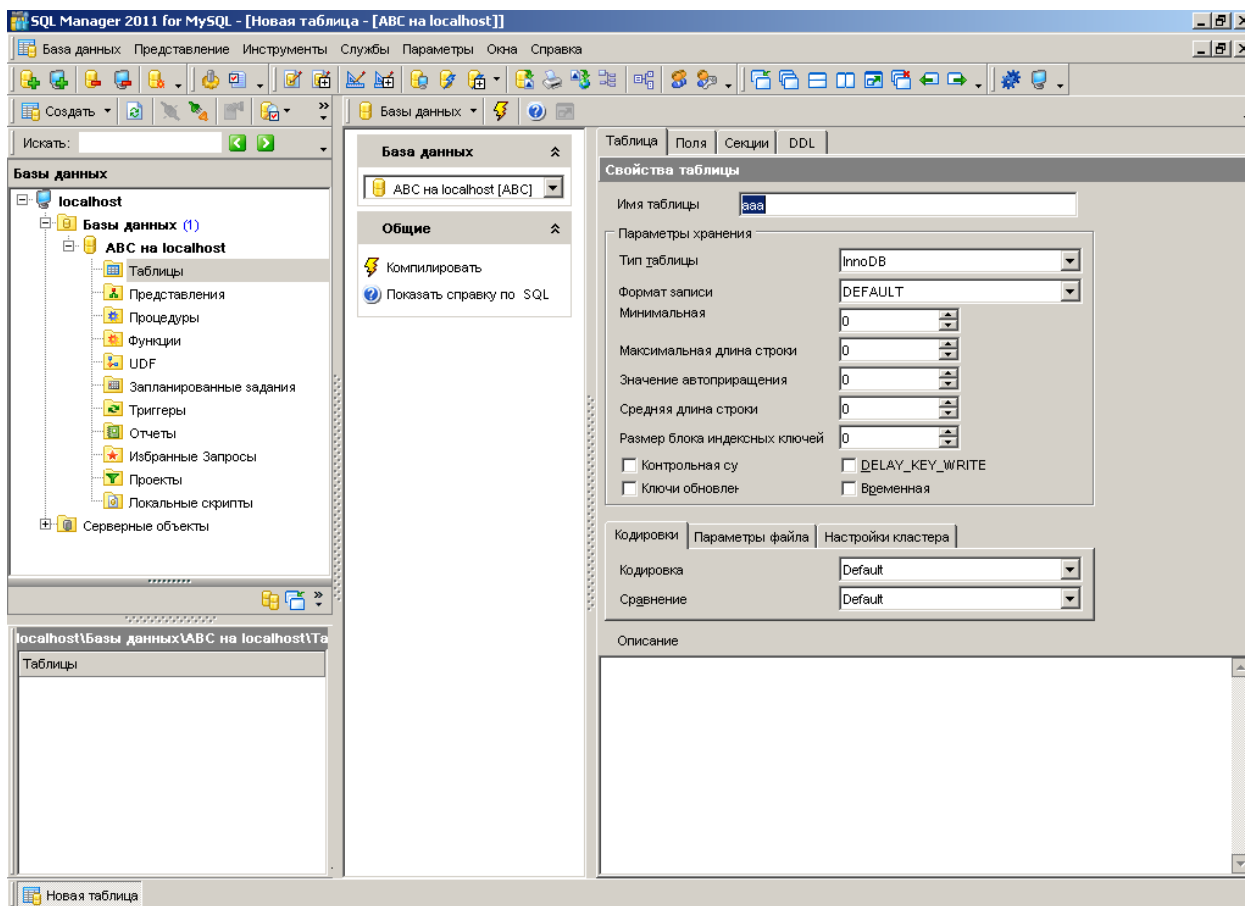 SQL Manager 2011 for MySQL - [Новая таблица - [ABC на localhost]]
База данных Представление Инструменты Службы Параметры Окна Справка
Создать
Базы данных
Искать:
Базы данных
localhost
Базы данных (1)
ABC на localhost
Таблицы
Представления
Процедуры
Функции
UDF
Запланированные задания
Триггеры
Отчеты
Избранные Запросы
Проекты
Локальные скрипты
Серверные объекты
localhost\Базы данных\ABC на localhost\Та
Таблицы
База данных
ABC на localhost [ABC]
Общие
Компилировать
Показать справку по SQL
Таблица Поля Секции DDL
Свойства таблицы
Имя таблицы aaa
Параметры хранения
Тип таблицы InnoDB
Формат записи DEFAULT
Минимальная 0
Максимальная длина строки 0
Значение автоприращения 0
Средняя длина строки 0
Размер блока индексных ключей 0
Контрольная су DELAY_KEY_WRITE
Ключи обновлен Временная
Кодировки Параметры файла Настройки кластера
Кодировка Default
Сравнение Default
Описание
Новая таблица